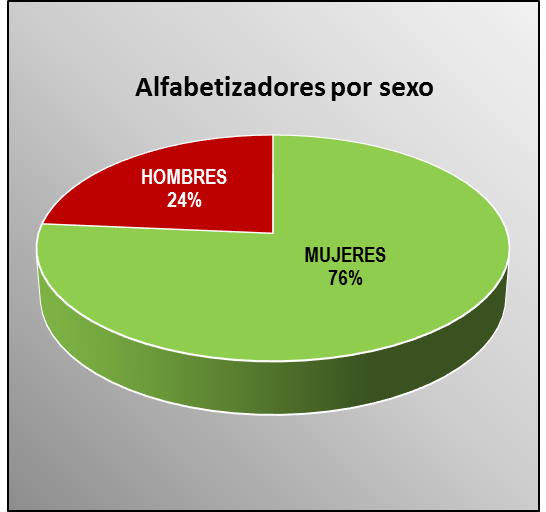 Alfabetizadores por sexo
HOMBRES
24%
MUJERES
76%